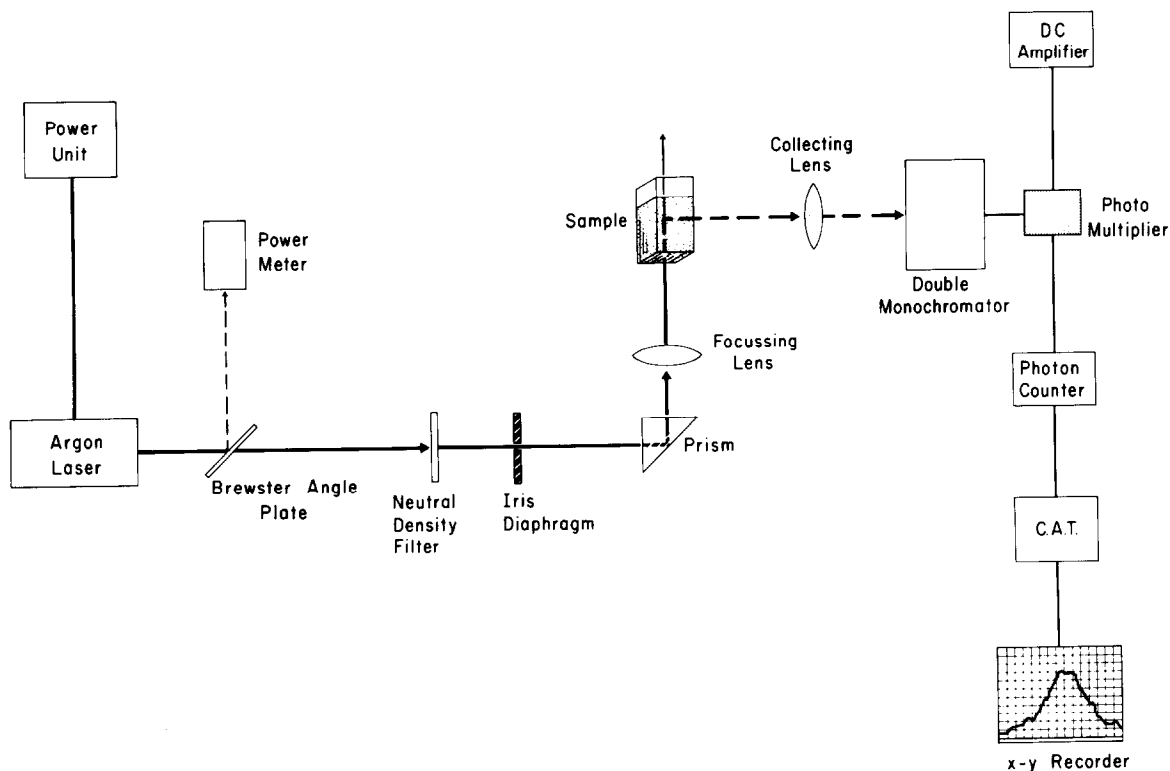 DC
Amplifier
Power
Unit
Collecting
Lens
Sample
Photo
Multiplier
Power
Meter
Double
Monochromator
Focussing
Lens
Photon
Counter
Argon
Laser
Prism
Brewster Angle
Plate
Neutral
Density
Filter
Iris
Diaphragm
C.A.T.
x-y Recorder